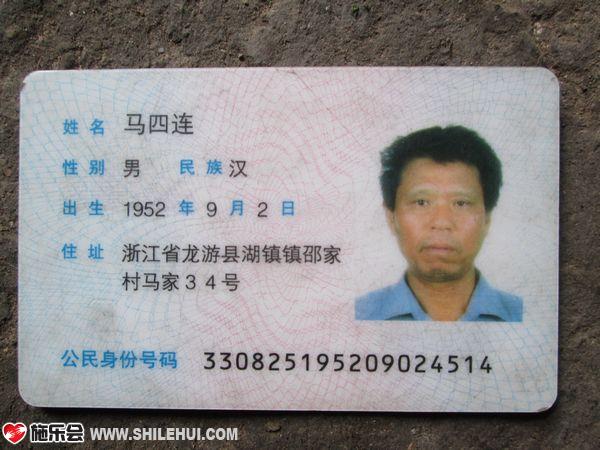 姓名 马四连
性别 男 民族 汉
出生 1952 年 9 月 2 日
住址 浙江省龙游县湖镇镇邵家
村马家34号
公民身份号码 330825195209024514
施乐会 WWW.SHILEHUI.COM